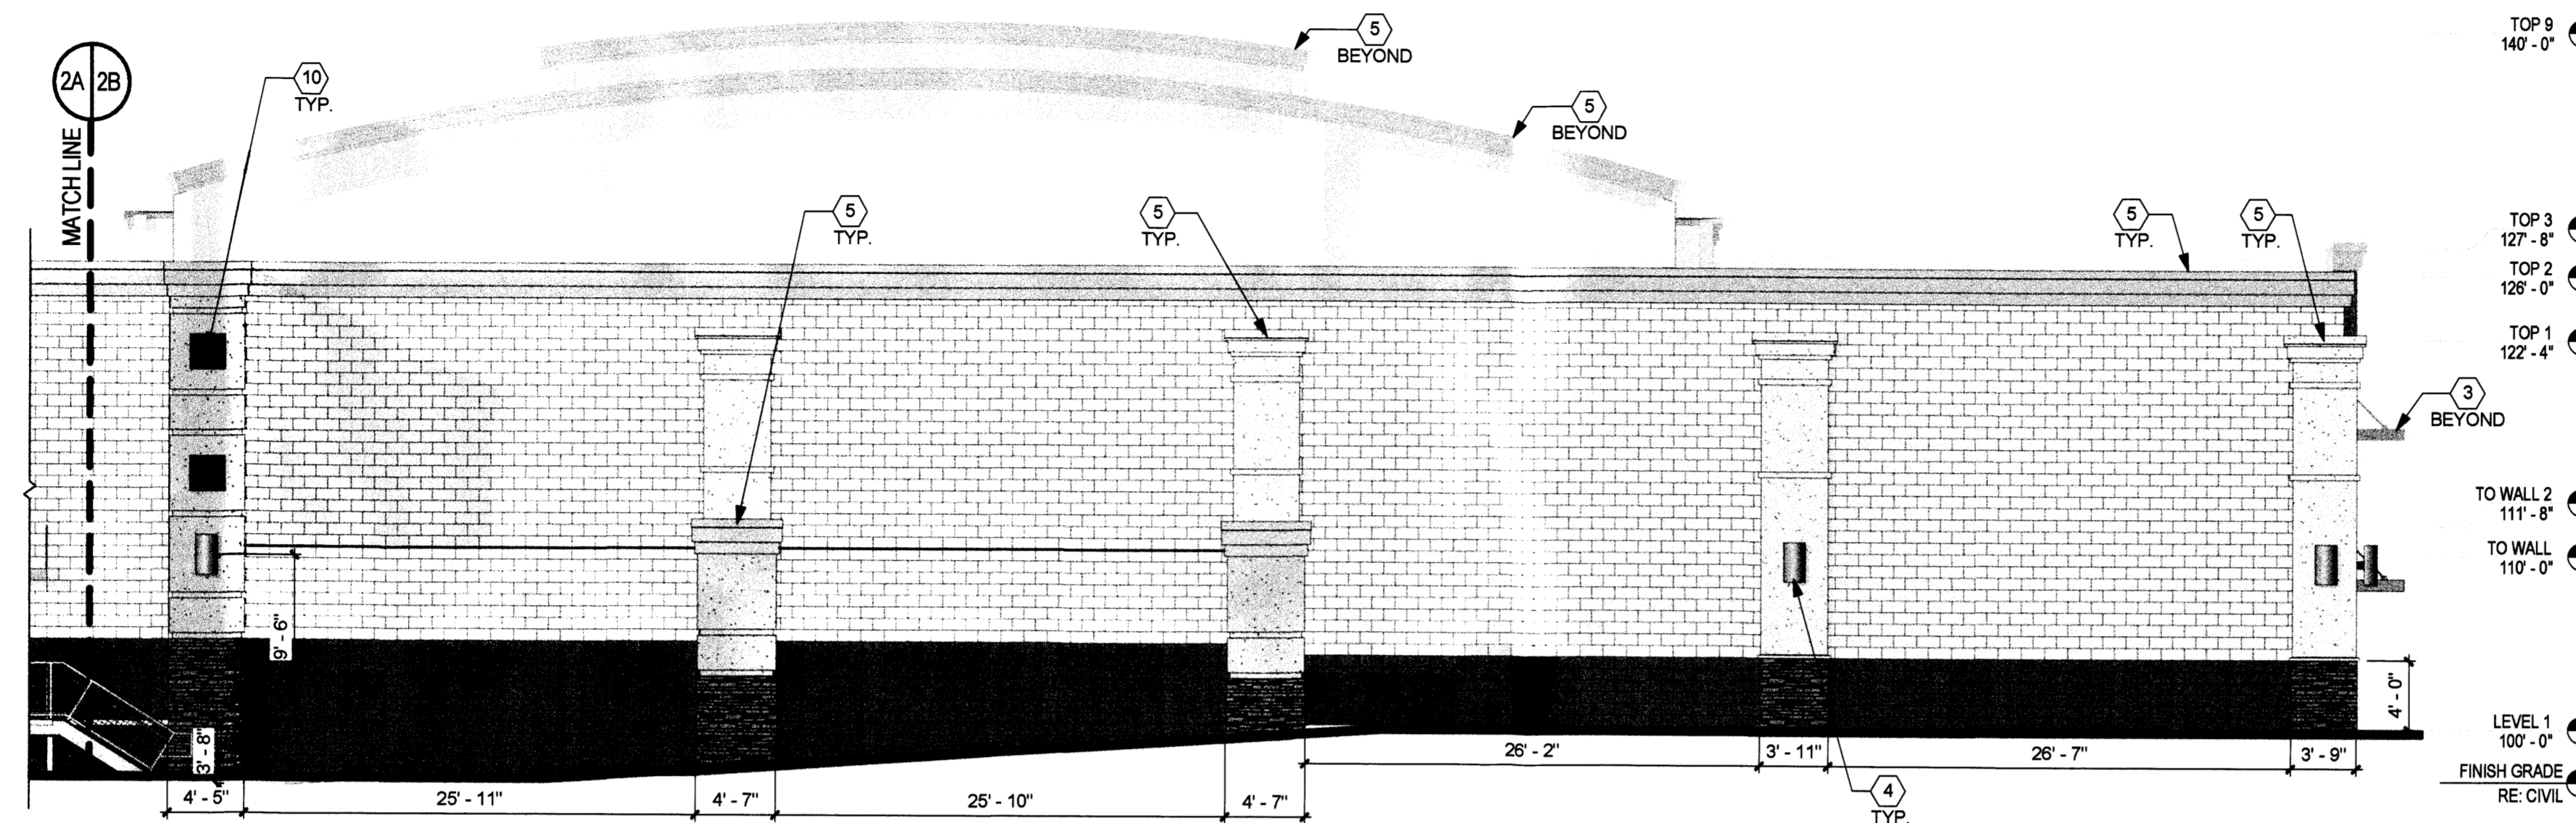 5
BEYOND
TOP 9
140' - 0"
2A 2B
10
TYP.
5
BEYOND
MATCH LINE
5
TYP.
5
TYP.
5
TYP.
5
TYP.
TOP 3
127' - 8"
TOP 2
126' - 0"
TOP 1
122' - 4"
3
BEYOND
TO WALL 2
111' - 8"
TO WALL
110' - 0"
9' - 6"
3' - 8"
4' - 0"
LEVEL 1
100' - 0"
26' - 2"
3' - 11"
26' - 7"
3' - 9"
FINISH GRADE
RE: CIVIL
4' - 5"
25' - 11"
4' - 7"
25' - 10"
4' - 7"
4
TYP.